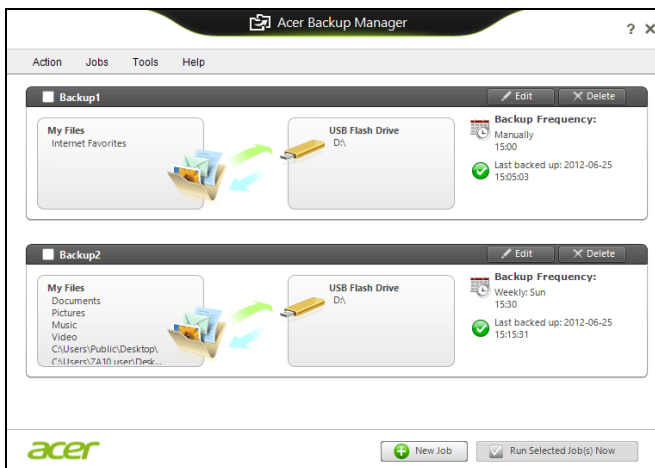 Acer Backup Manager
? X
Action Jobs Tools Help
Backup1 Edit Delete
My Files
Internet Favorites
USB Flash Drive
D:\
Backup Frequency:
Manually
15:00
Last backed up: 2012-06-25
15:05:03
Backup2 Edit Delete
My Files
Documents
Pictures
Music
Video
C:\Users\Public\Desktop\
C:\Users\ZA10 user\Desk...
USB Flash Drive
D:\
Backup Frequency:
Weekly: Sun
15:30
Last backed up: 2012-06-25
15:15:31
acer
New Job
Run Selected Job(s) Now